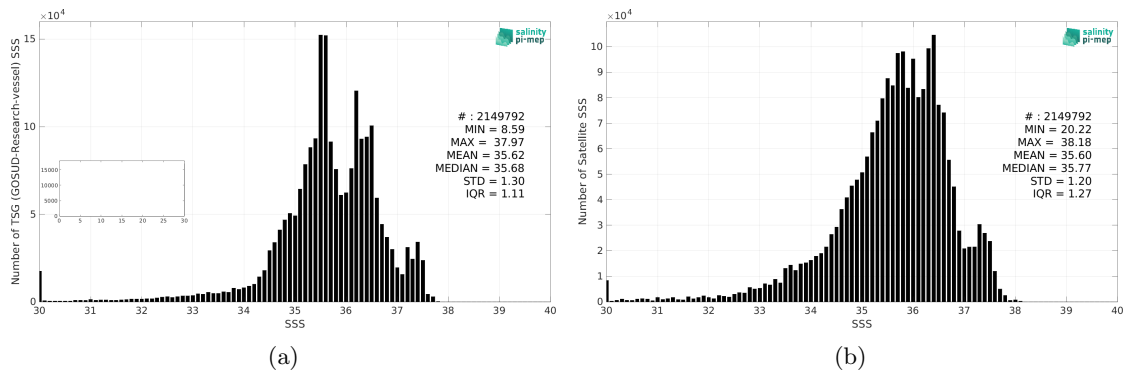 ×10⁴
15
10
5
0
Number of TSG (GOSUD-Research-vessel) SSS
salinity
pi-mep
# : 2149792
MIN = 8.59
MAX = 37.97
MEAN = 35.62
MEDIAN = 35.68
STD = 1.30
IQR = 1.11
15000
10000
5000
0
0 5 10 15 20 25 30
30 31 32 33 34 35 36 37 38 39 40
SSS
(a)
×10⁴
10
9
8
7
6
5
4
3
2
1
0
Number of Satellite SSS
salinity
pi-mep
# : 2149792
MIN = 20.22
MAX = 38.18
MEAN = 35.60
MEDIAN = 35.77
STD = 1.20
IQR = 1.27
30 31 32 33 34 35 36 37 38 39 40
SSS
(b)